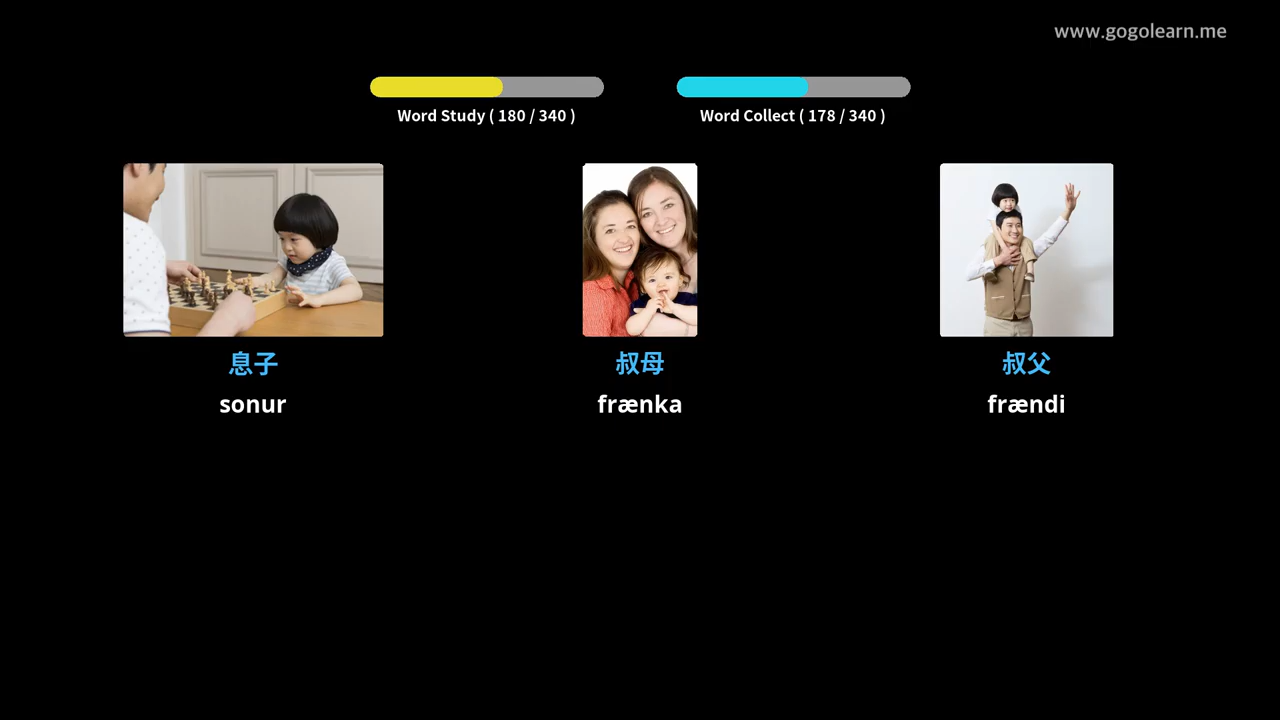 www.gogolearn.me
Word Study ( 180 / 340 )
Word Collect ( 178 / 340 )
息子
sonur
叔母
frænka
叔父
frændi